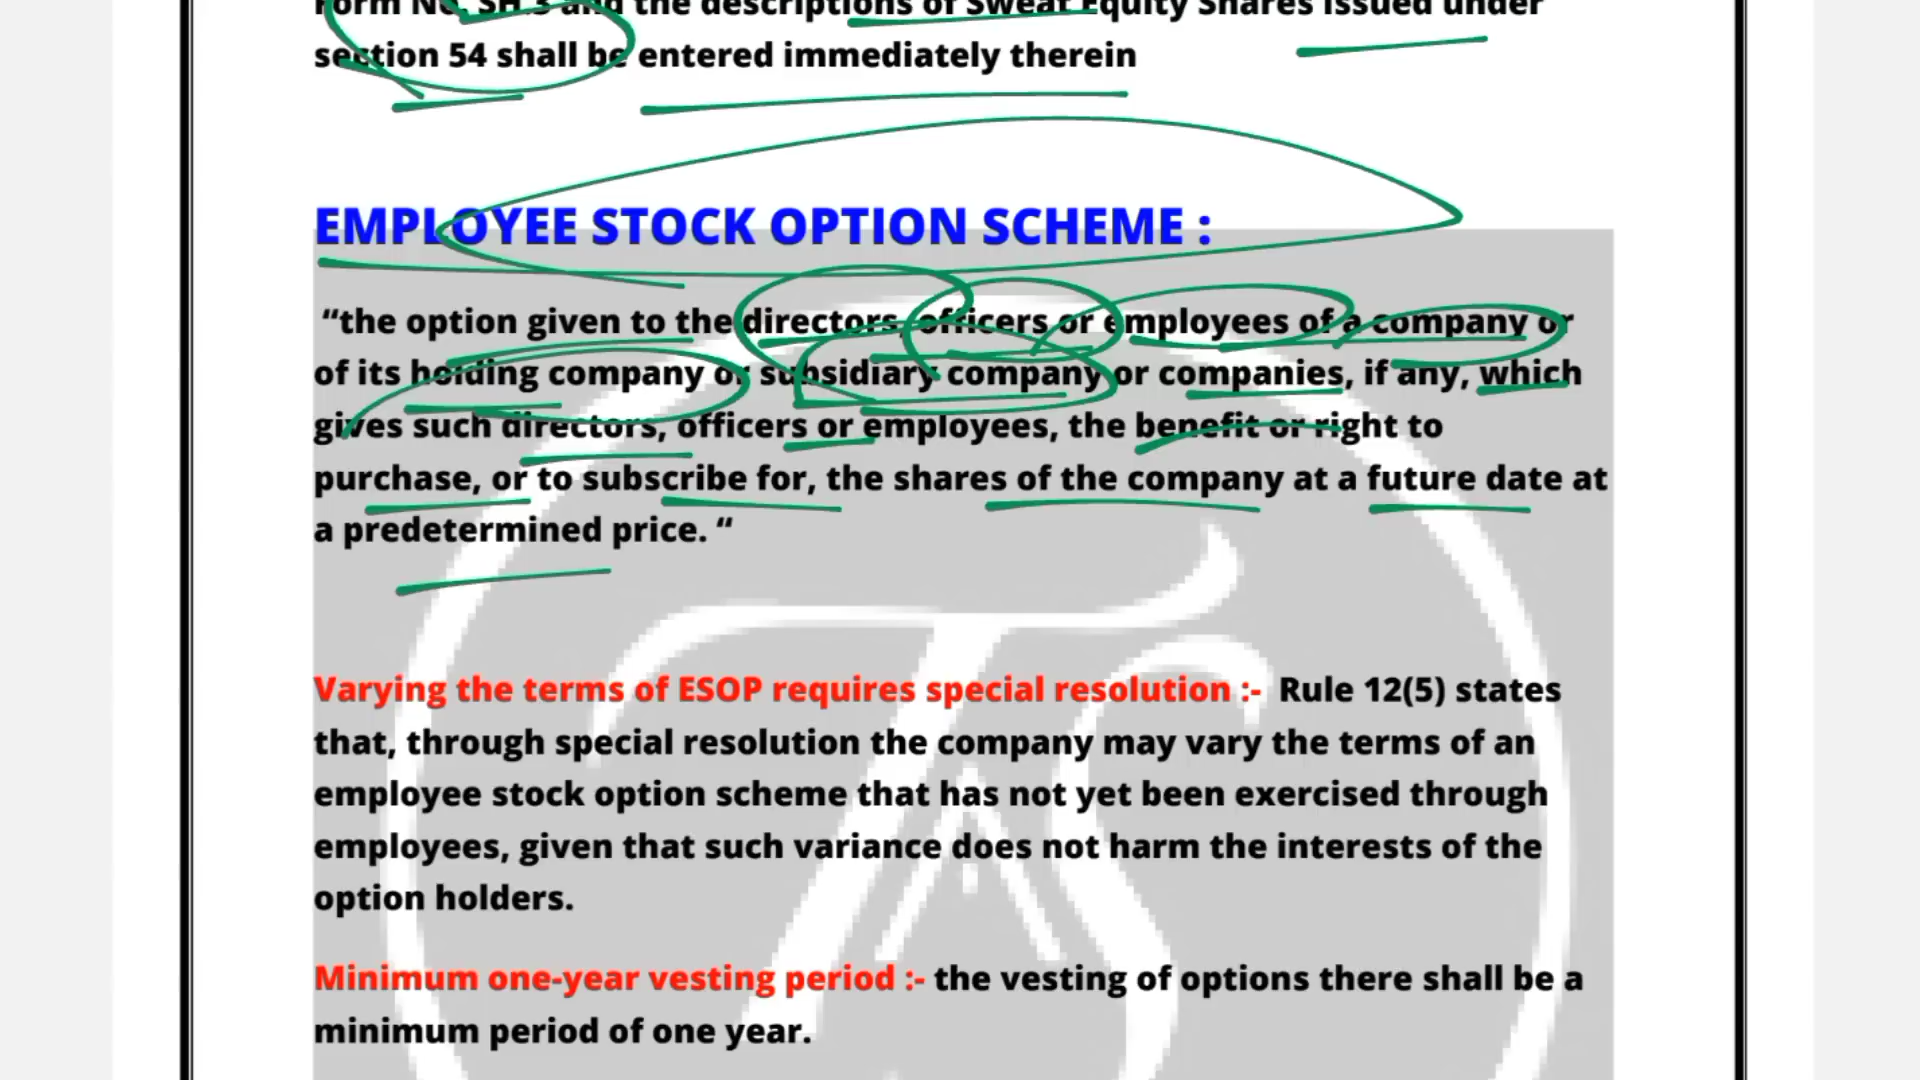 Form No. SH.3 and the descriptions of Sweat Equity Shares issued under
section 54 shall be entered immediately therein
EMPLOYEE STOCK OPTION SCHEME :
“the option given to the directors, officers or employees of a company or
of its holding company or subsidiary company or companies, if any, which
gives such directors, officers or employees, the benefit or right to
purchase, or to subscribe for, the shares of the company at a future date at
a predetermined price. “
Varying the terms of ESOP requires special resolution :- Rule 12(5) states
that, through special resolution the company may vary the terms of an
employee stock option scheme that has not yet been exercised through
employees, given that such variance does not harm the interests of the
option holders.
Minimum one-year vesting period :- the vesting of options there shall be a
minimum period of one year.